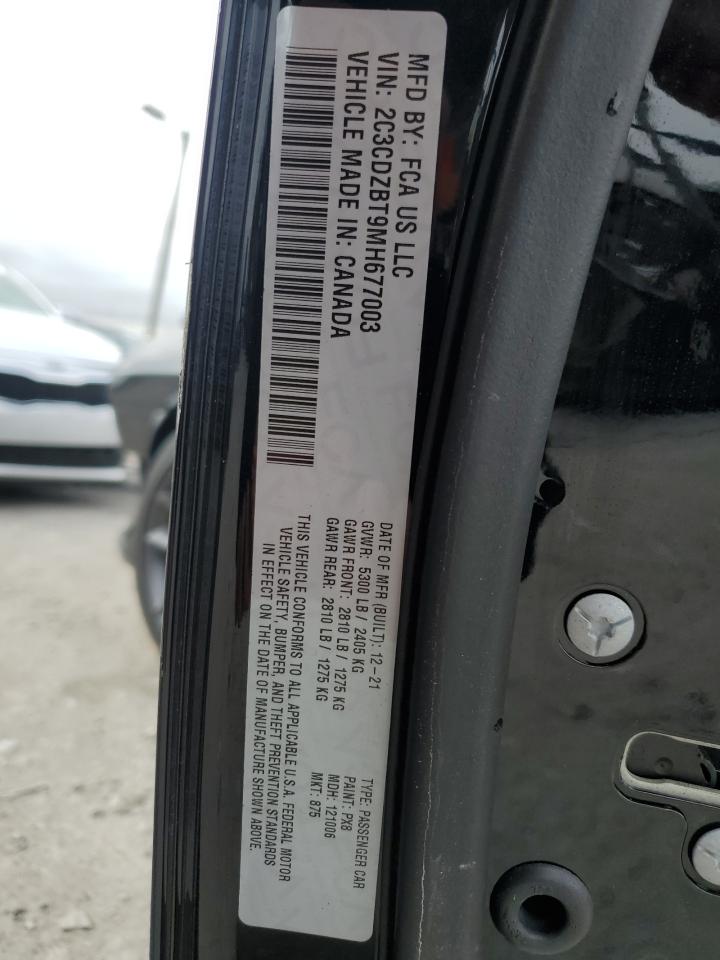 MFD BY: FCA US LLC
VIN: 2C3CDZBT9MH677003
VEHICLE MADE IN: CANADA
DATE OF MFR (BUILT): 12-21
GVWR: 5300 LB / 2405 KG
GAWR FRONT: 2810 LB / 1275 KG
GAWR REAR: 2810 LB / 1275 KG
THIS VEHICLE CONFORMS TO ALL APPLICABLE U.S.A. FEDERAL MOTOR
VEHICLE SAFETY, BUMPER, AND THEFT PREVENTION STANDARDS
IN EFFECT ON THE DATE OF MANUFACTURE SHOWN ABOVE.
TYPE: PASSENGER CAR
PAINT: PX8
MDH: 121006
MKT: 875